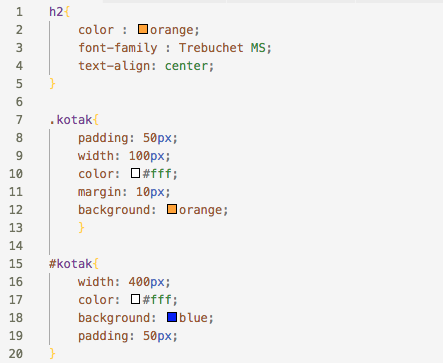 1 h2{
2 color : orange;
3 font-family : Trebuchet MS;
4 text-align: center;
5 }
6
7 .kotak{
8 padding: 50px;
9 width: 100px;
10 color: #fff;
11 margin: 10px;
12 background: orange;
13 }
14
15 #kotak{
16 width: 400px;
17 color: #fff;
18 background: blue;
19 padding: 50px;
20 }